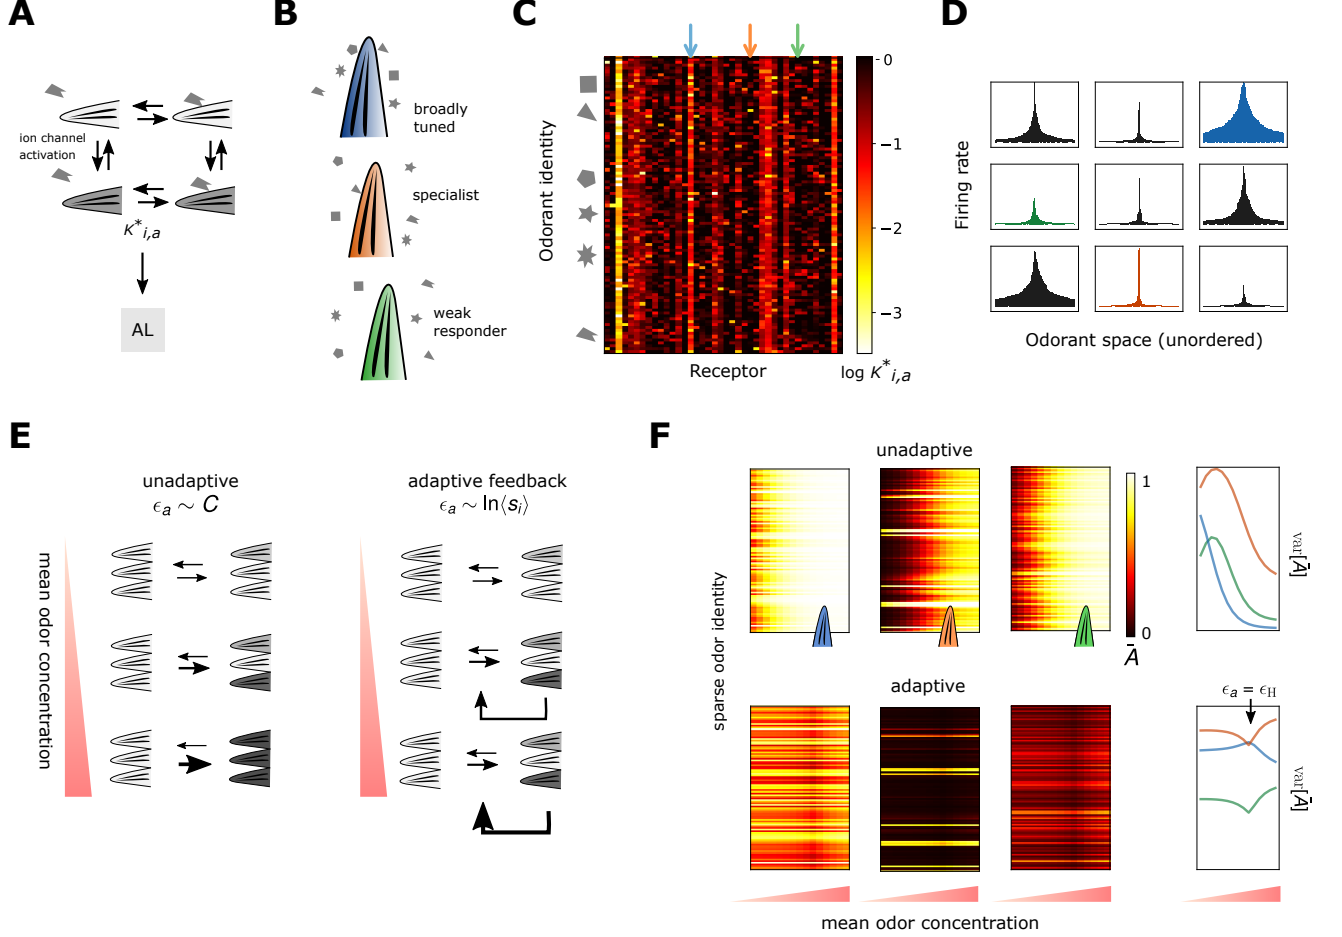 A
ion channel
activation
K*i,a
AL
B
broadly
tuned
specialist
weak
responder
C
Odorant identity
Receptor
0
−1
−2
−3
log K*i,a
D
Firing rate
Odorant space (unordered)
E
unadaptive
ϵa ∼ C
adaptive feedback
ϵa ∼ ln⟨si⟩
mean odor concentration
F
unadaptive
1
0
Ā
var[Ā]
sparse odor identity
adaptive
ϵa = ϵH
var[Ā]
mean odor concentration